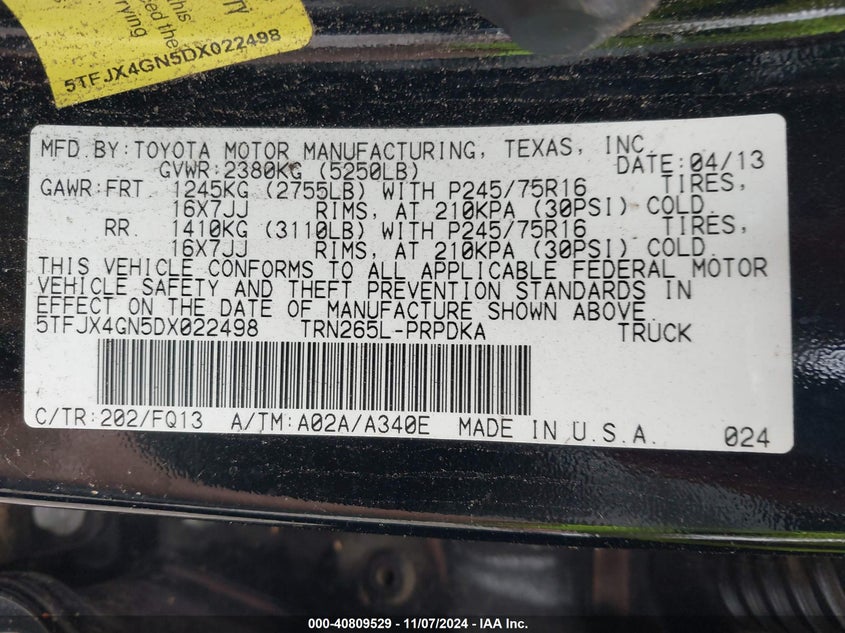 this
sed the
rying
5TFJX4GN5DX022498
MFD.BY:TOYOTA MOTOR MANUFACTURING, TEXAS, INC.
GVWR:2380KG (5250LB) DATE:04/13
GAWR:FRT. 1245KG (2755LB) WITH P245/75R16 TIRES,
16X7JJ RIMS, AT 210KPA (30PSI) COLD.
RR. 1410KG (3110LB) WITH P245/75R16 TIRES,
16X7JJ RIMS, AT 210KPA (30PSI) COLD.
THIS VEHICLE CONFORMS TO ALL APPLICABLE FEDERAL MOTOR
VEHICLE SAFETY AND THEFT PREVENTION STANDARDS IN
EFFECT ON THE DATE OF MANUFACTURE SHOWN ABOVE.
5TFJX4GN5DX022498 TRN265L-PRPDKA TRUCK
C/TR:202/FQ13 A/TM:A02A/A340E MADE IN U.S.A. 024
000-40809529 - 11/07/2024 - IAA Inc.